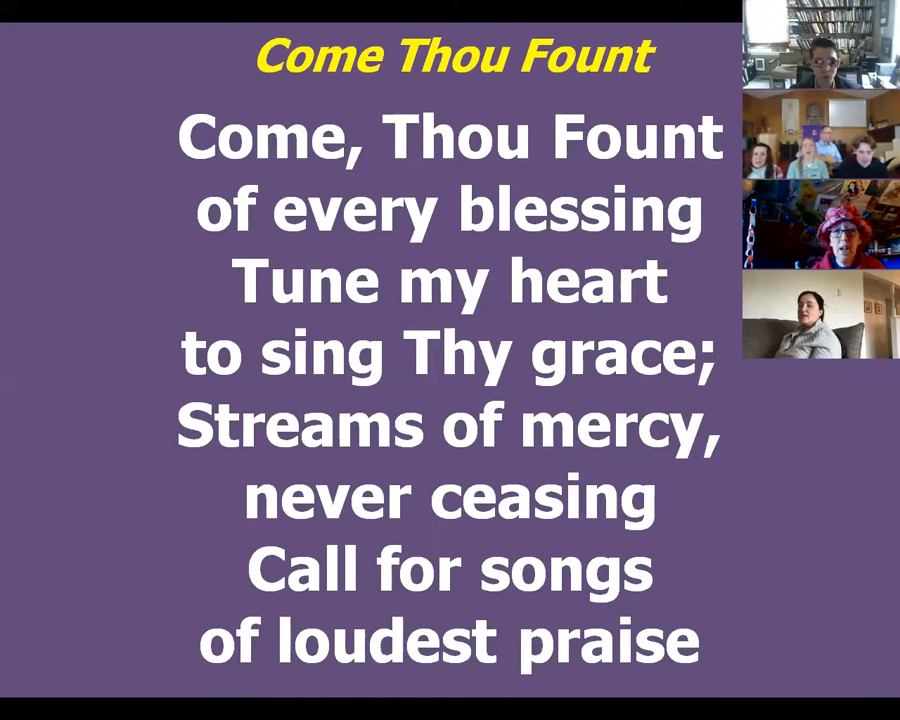 Come Thou Fount
Come, Thou Fount
of every blessing
Tune my heart
to sing Thy grace;
Streams of mercy,
never ceasing
Call for songs
of loudest praise